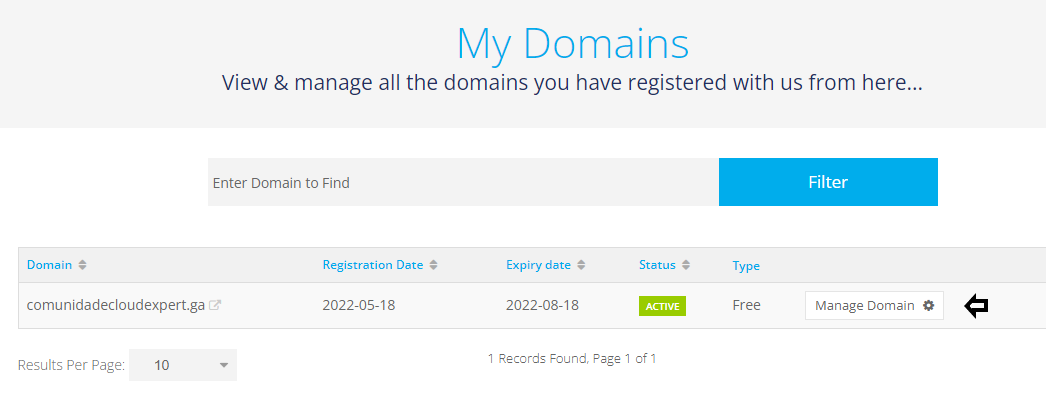 My Domains
View & manage all the domains you have registered with us from here...
Enter Domain to Find
Filter
Domain Registration Date Expiry date Status Type
comunidadecloudexpert.ga 2022-05-18 2022-08-18 ACTIVE Free Manage Domain
Results Per Page: 10
1 Records Found, Page 1 of 1